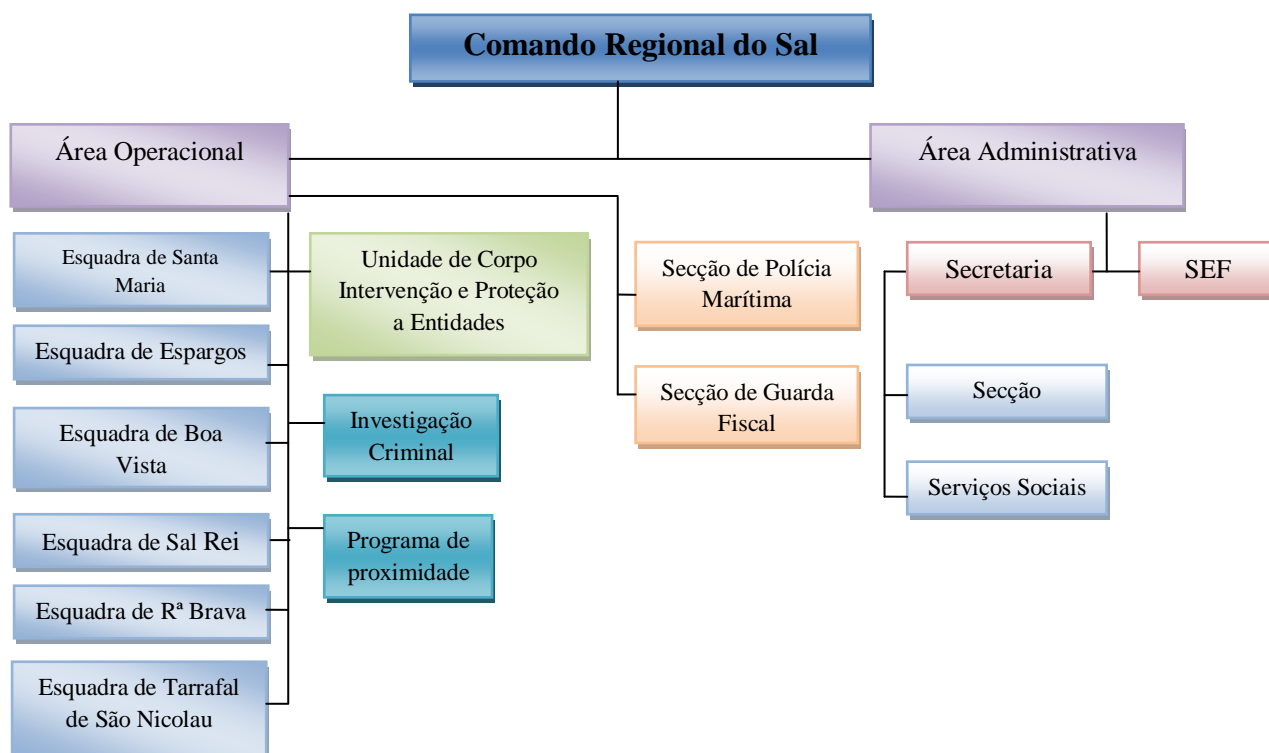 Comando Regional do Sal
Área Operacional
Área Administrativa
Esquadra de Santa
Maria
Unidade de Corpo
Intervenção e Proteção
a Entidades
Secção de Polícia
Marítima
Secretaria
SEF
Esquadra de Espargos
Secção de Guarda
Fiscal
Secção
Esquadra de Boa
Vista
Investigação
Criminal
Serviços Sociais
Esquadra de Sal Rei
Programa de
proximidade
Esquadra de Rª Brava
Esquadra de Tarrafal
de São Nicolau